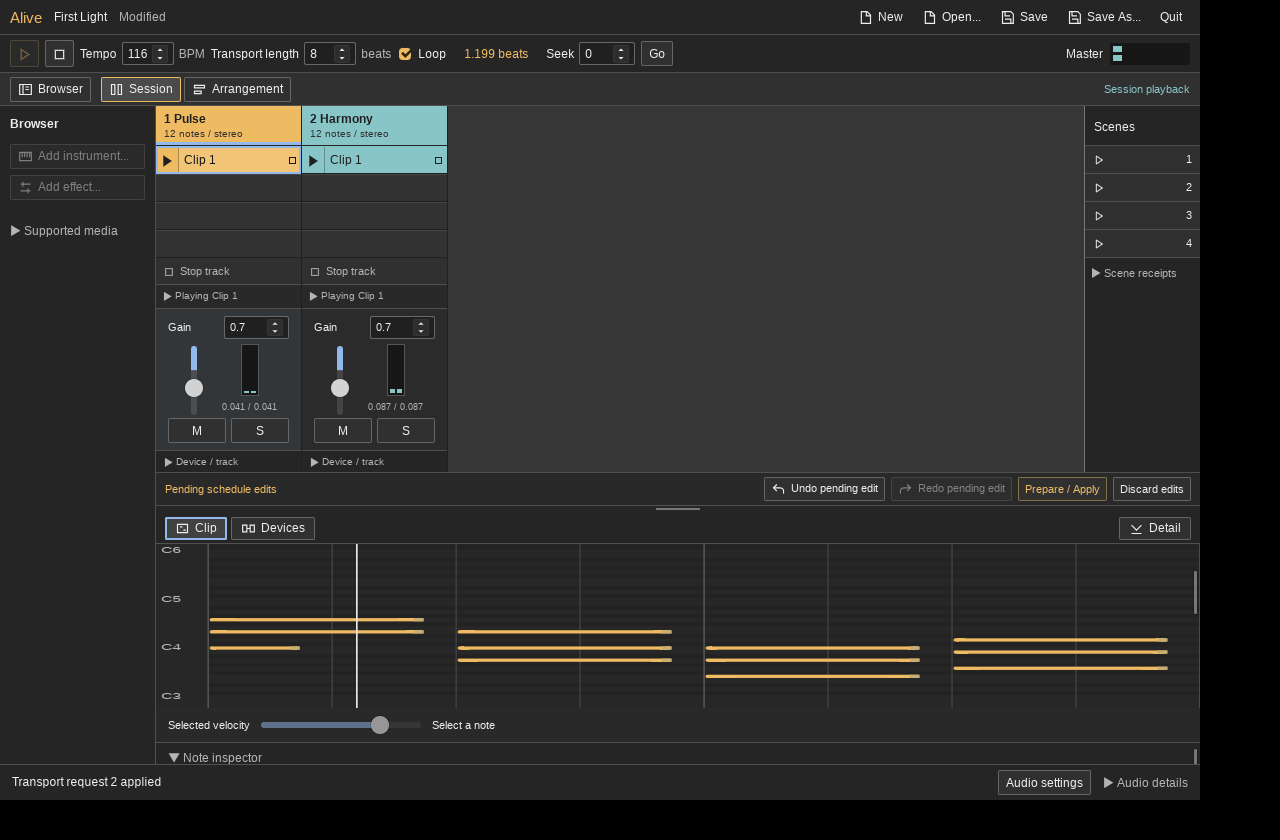 Alive First Light Modified New Open... Save Save As... Quit
Tempo 116 BPM Transport length 8 beats Loop 1.199 beats Seek 0 Go Master
Browser Session Arrangement Session playback
Browser
Add instrument...
Add effect...
Supported media
1 Pulse
12 notes / stereo
Clip 1
Stop track
Playing Clip 1
Gain 0.7
0.041 / 0.041
M S
Device / track
2 Harmony
12 notes / stereo
Clip 1
Stop track
Playing Clip 1
Gain 0.7
0.087 / 0.087
M S
Device / track
Scenes
1
2
3
4
Scene receipts
Pending schedule edits Undo pending edit Redo pending edit Prepare / Apply Discard edits
Clip Devices Detail
C6
C5
C4
C3
Selected velocity Select a note
Note inspector
Transport request 2 applied Audio settings Audio details